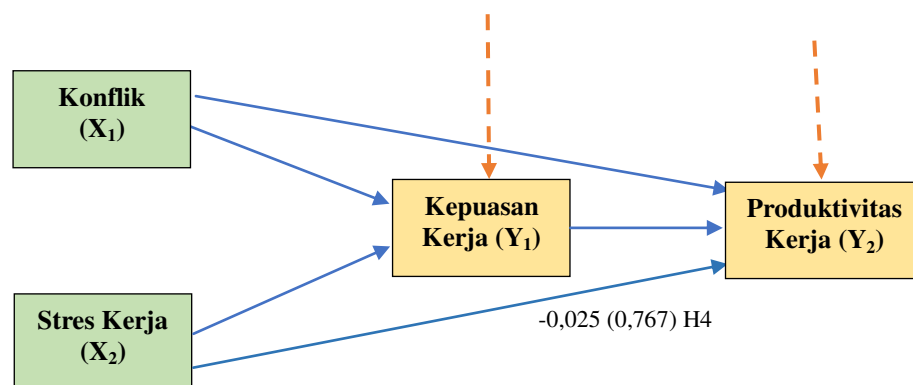 Konflik
(X₁)
Kepuasan
Kerja (Y₁)
Produktivitas
Kerja (Y₂)
Stres Kerja
(X₂)
-0,025 (0,767) H4